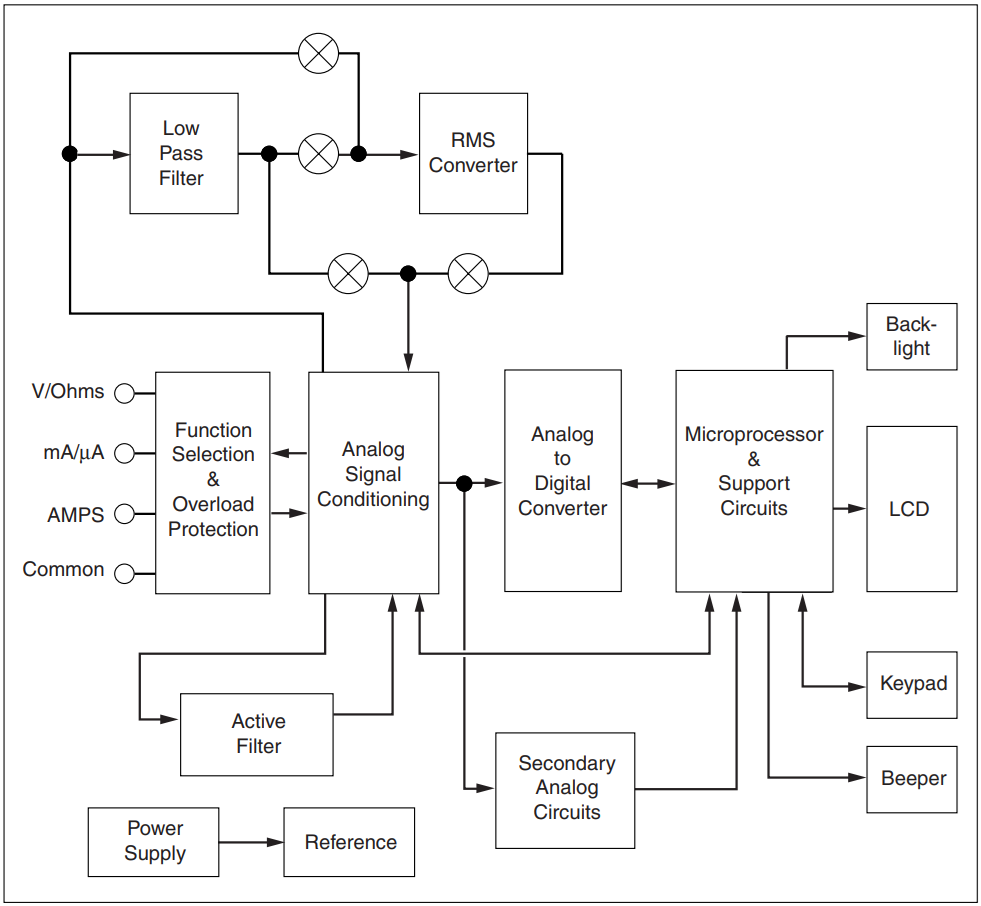 Low
Pass
Filter
RMS
Converter
Back-
light
V/Ohms
mA/µA
AMPS
Common
Function
Selection
&
Overload
Protection
Analog
Signal
Conditioning
Analog
to
Digital
Converter
Microprocessor
&
Support
Circuits
LCD
Keypad
Active
Filter
Secondary
Analog
Circuits
Beeper
Power
Supply
Reference